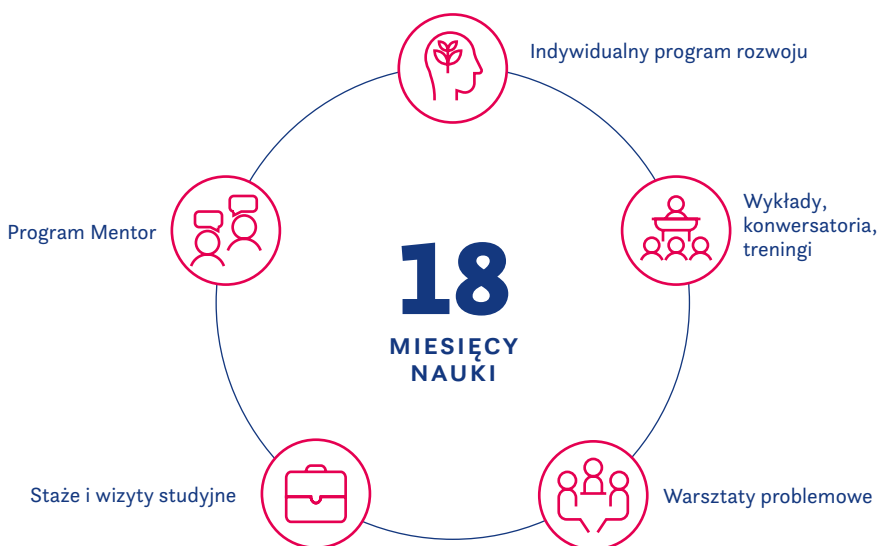 Indywidualny program rozwoju
Wykłady,
konwersatoria,
treningi
Program Mentor
18
MIESIĘCY
NAUKI
Staże i wizyty studyjne
Warsztaty problemowe